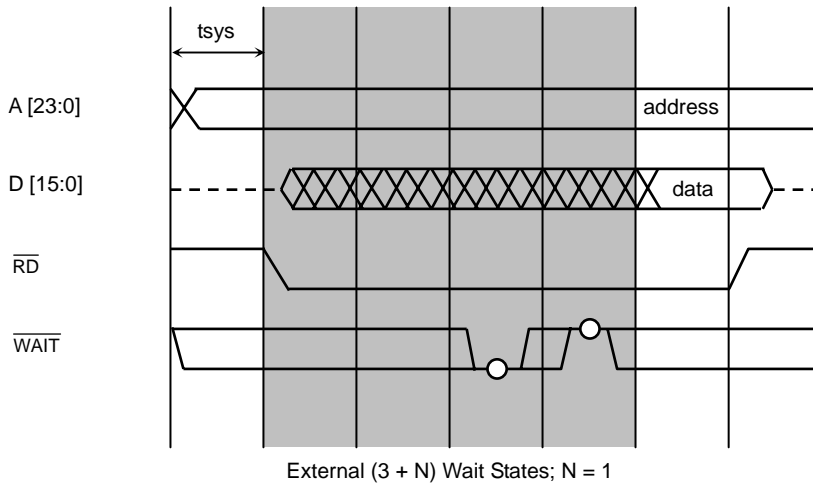 tsys
A [23:0]
address
D [15:0]
data
RD
WAIT
External (3 + N) Wait States; N = 1